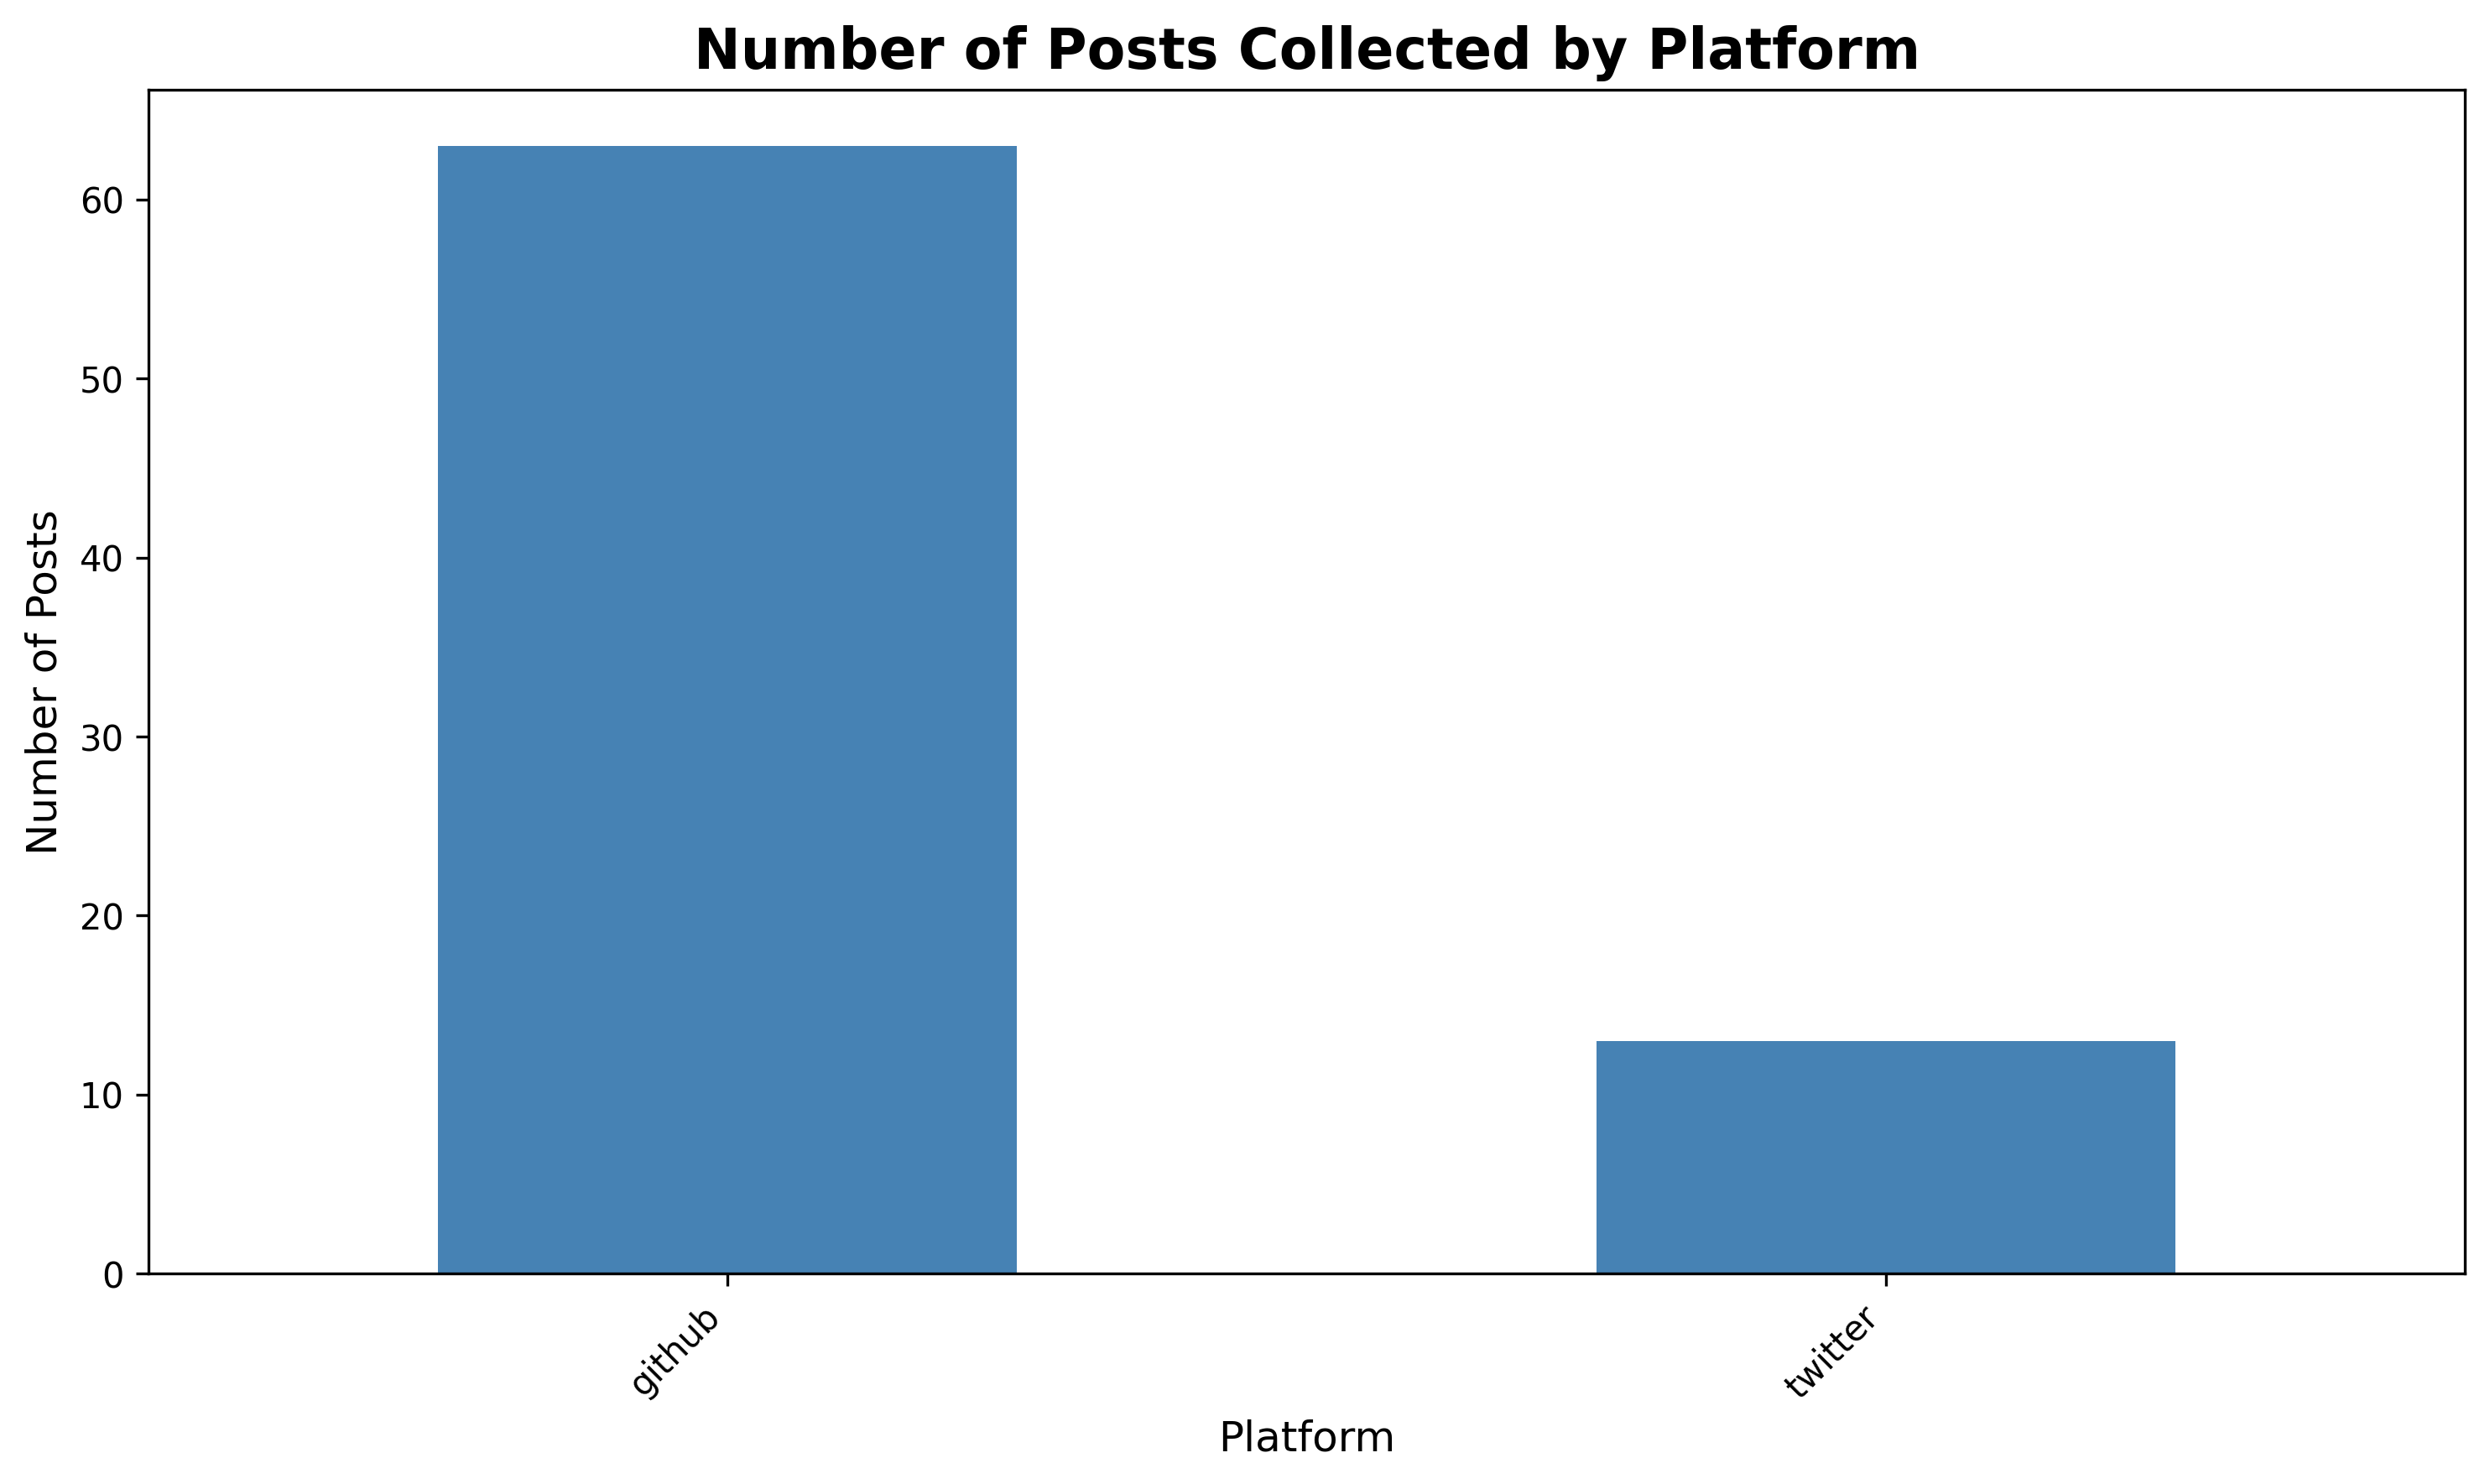 Number of Posts Collected by Platform
Number of Posts
60
50
40
30
20
10
0
github
twitter
Platform